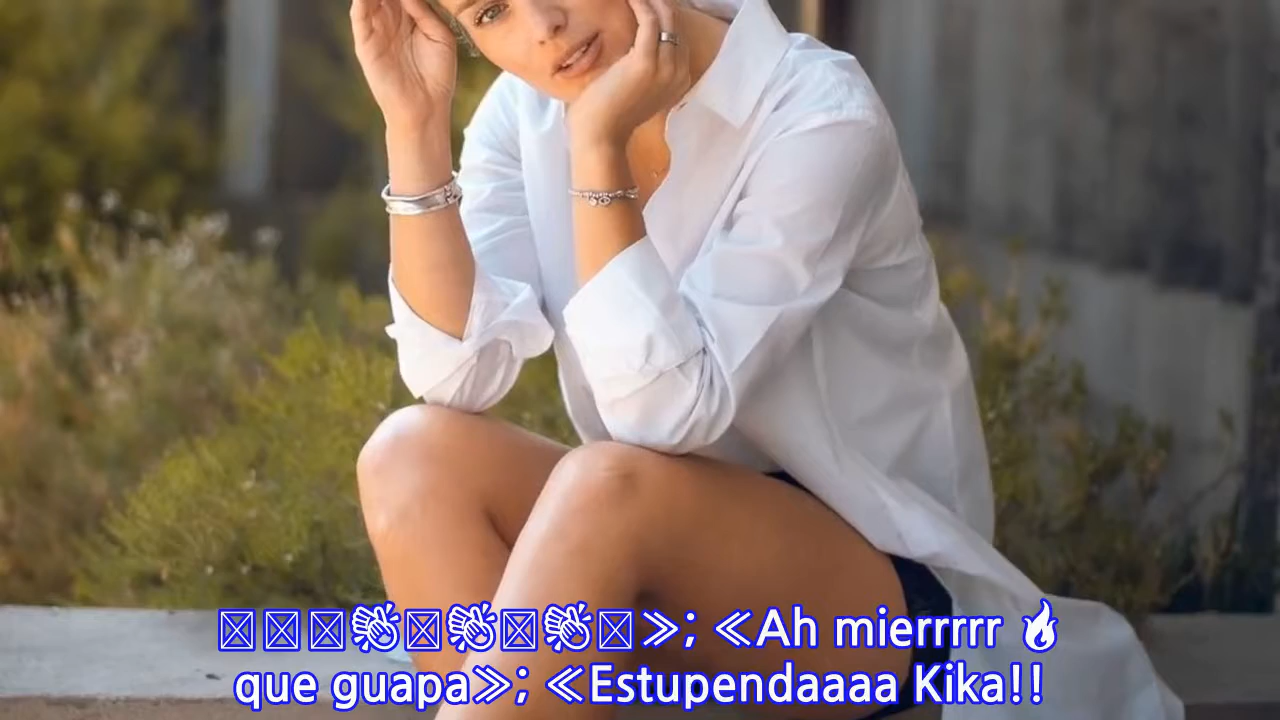 👏👏👏≫; ≪Ah mierrrrr 🔥
que guapa≫; ≪Estupendaaaa Kika!!